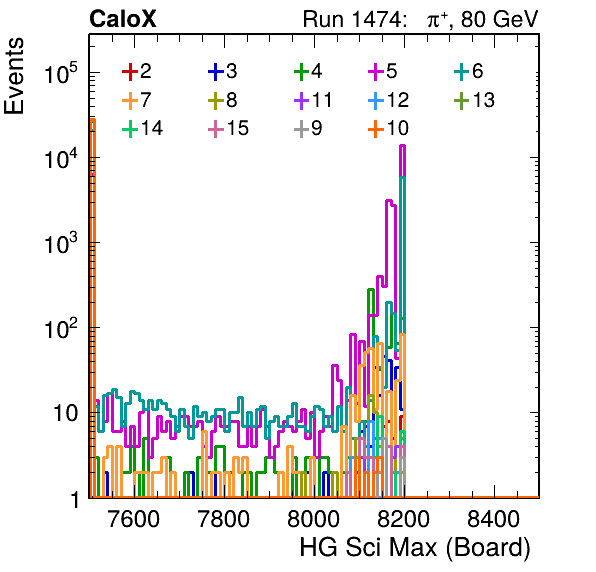 CaloX Run 1474: π⁺, 80 GeV
Events
2 3 4 5 6
7 8 11 12 13
14 15 9 10
10⁵
10⁴
10³
10²
10
1
7600 7800 8000 8200 8400
HG Sci Max (Board)